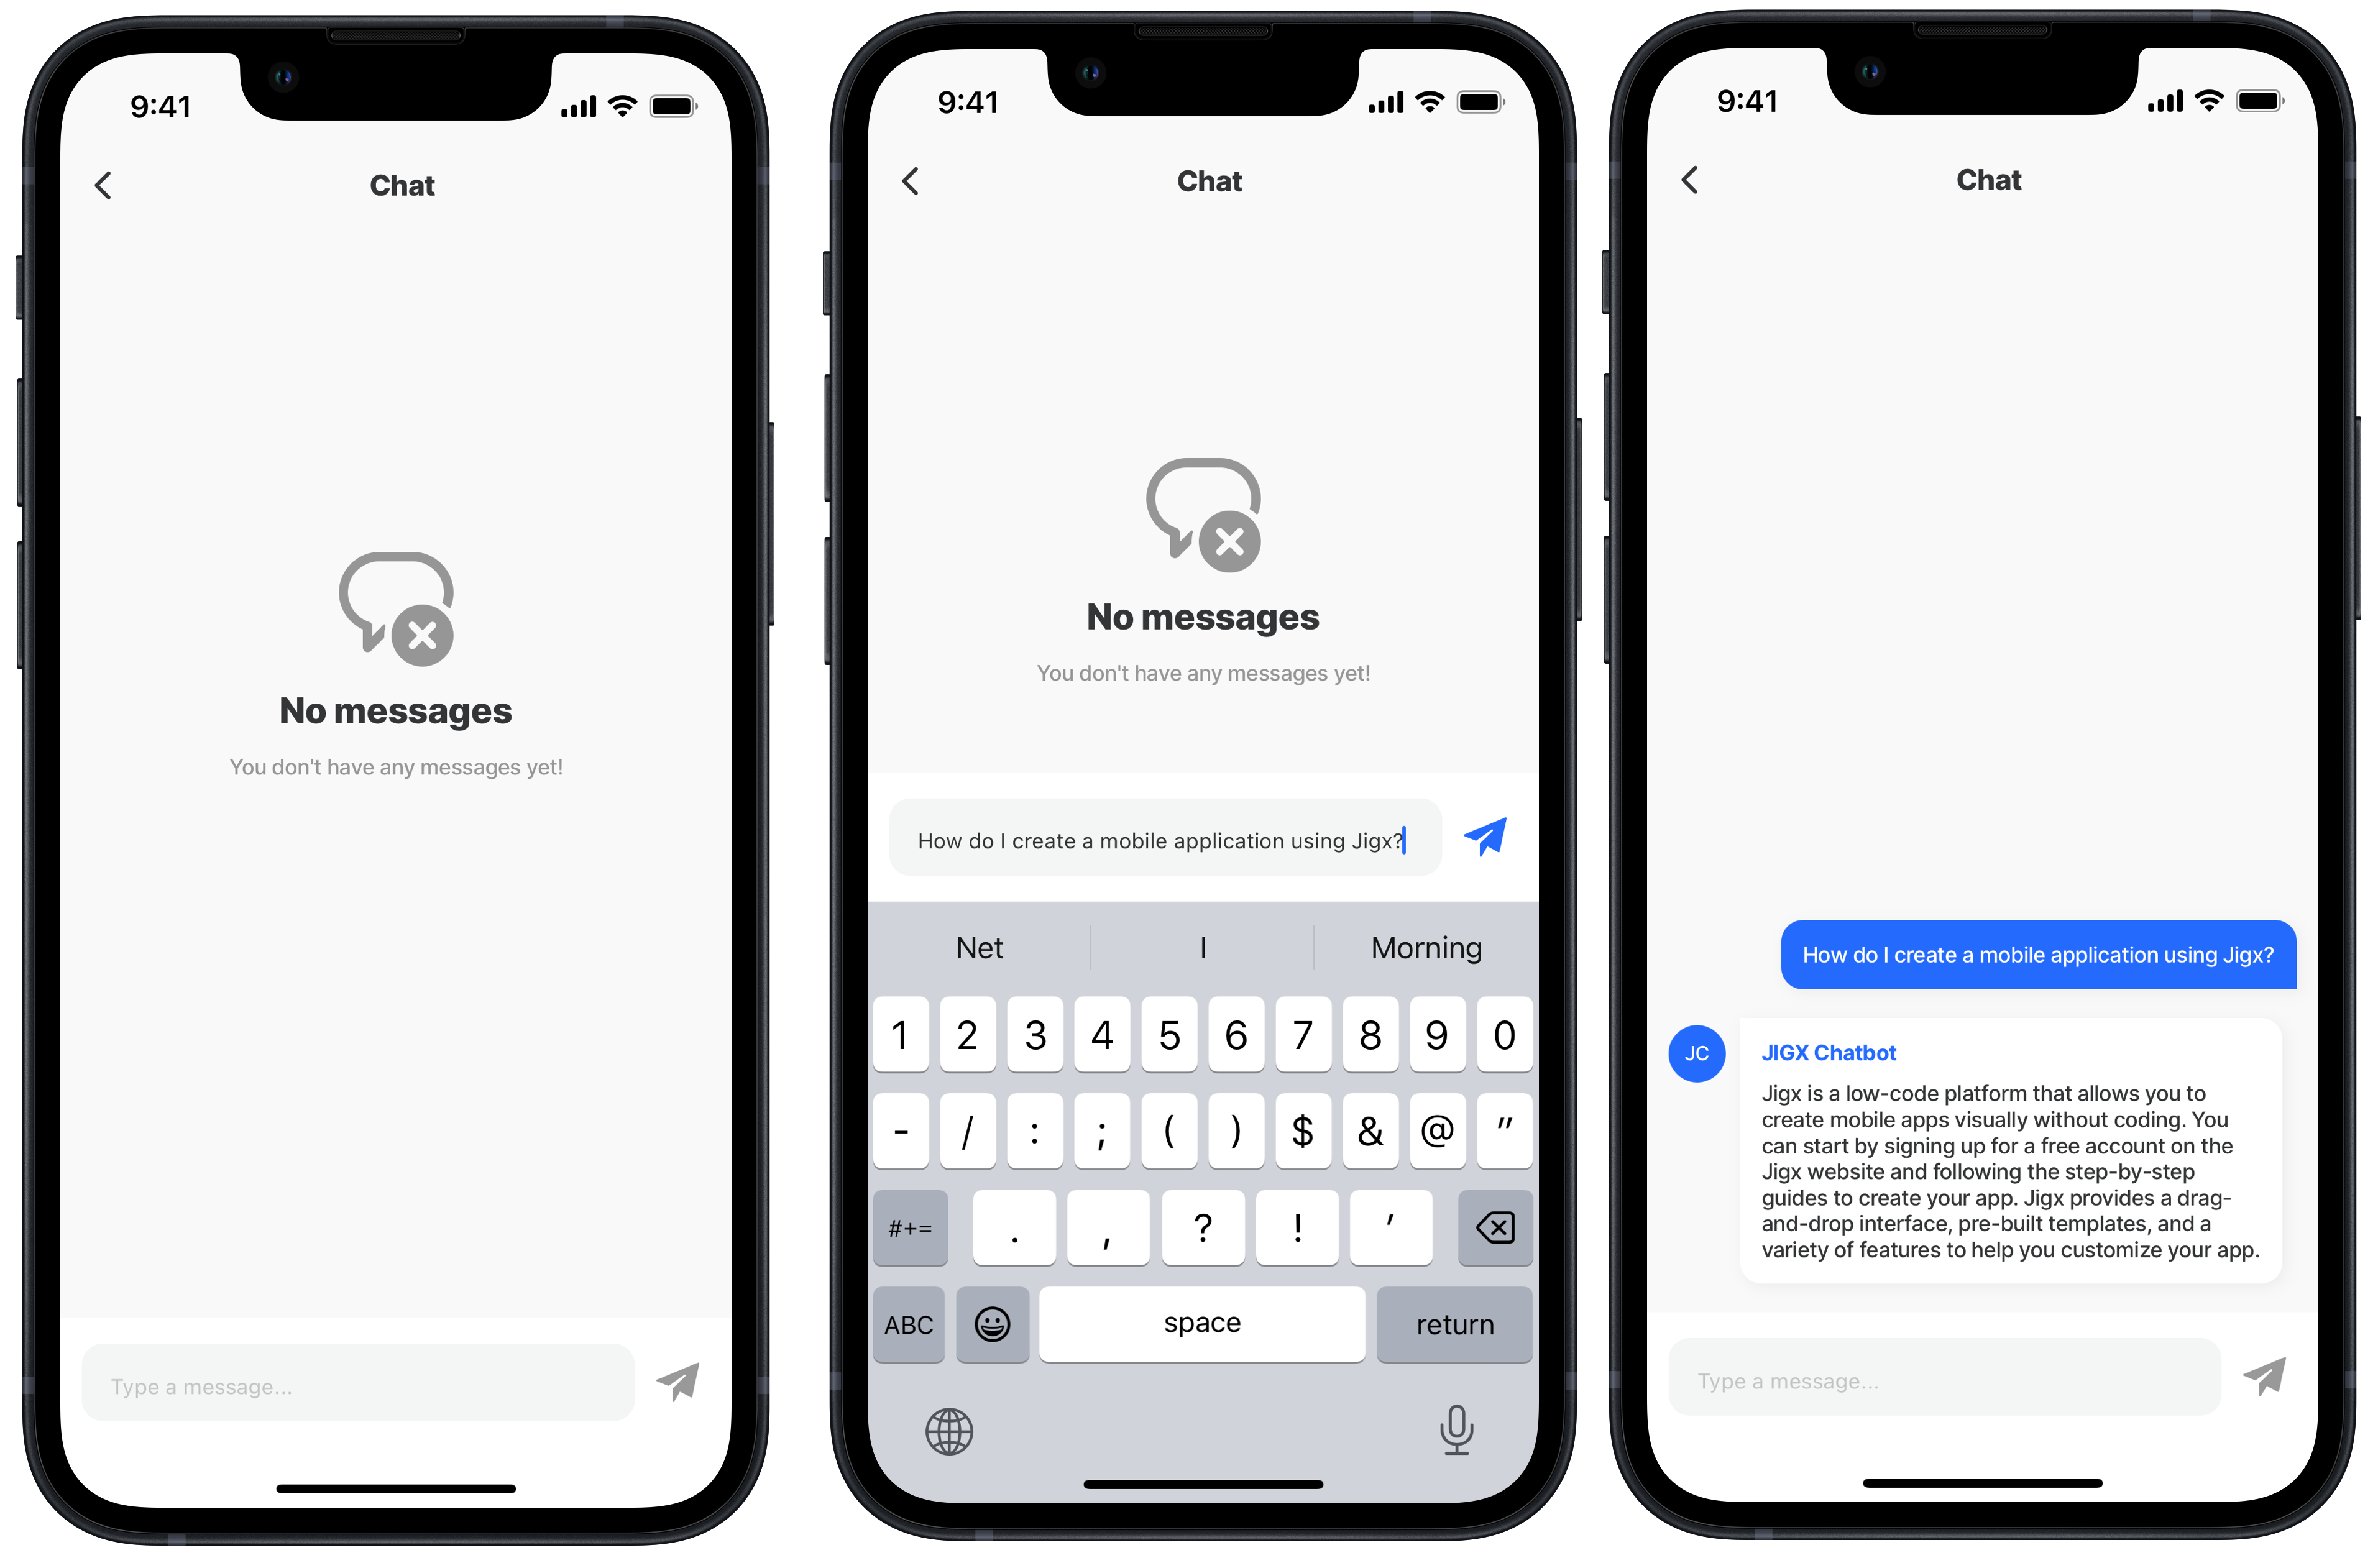 9:41
Chat
No messages
You don't have any messages yet!
Type a message...
9:41
Chat
No messages
You don't have any messages yet!
How do I create a mobile application using Jigx?
Net I Morning
1 2 3 4 5 6 7 8 9 0
- / : ; ( ) $ & @ "
#+= . , ? ! '
ABC space return
9:41
Chat
How do I create a mobile application using Jigx?
JC
JIGX Chatbot
Jigx is a low-code platform that allows you to
create mobile apps visually without coding. You
can start by signing up for a free account on the
Jigx website and following the step-by-step
guides to create your app. Jigx provides a drag-
and-drop interface, pre-built templates, and a
variety of features to help you customize your app.
Type a message...